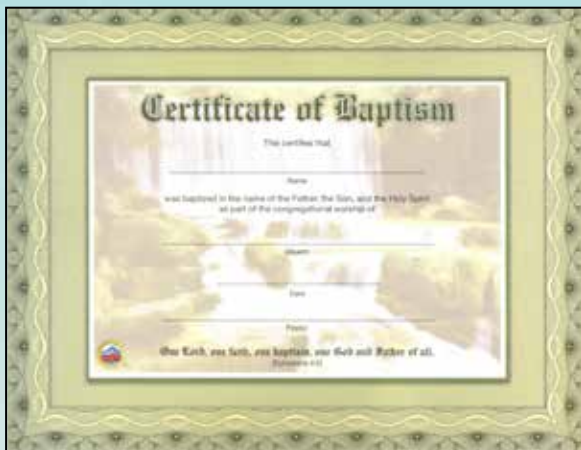 Certificate of Baptism
This certifies that,
Name
was baptized in the name of the Father, the Son, and the Holy Spirit
as part of the congregational worship of
Church
Date
Pastor
One Lord, one faith, one baptism, one God and Father of all.